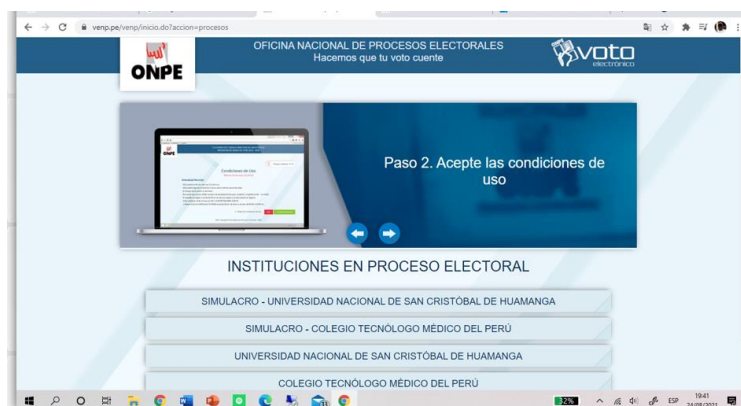 venp.pe/venp/inicio.do?accion=procesos
ONPE
OFICINA NACIONAL DE PROCESOS ELECTORALES
Hacemos que tu voto cuente
voto
electrónico
ONPE
Condiciones de Uso
Paso 2. Acepte las condiciones de
uso
INSTITUCIONES EN PROCESO ELECTORAL
SIMULACRO - UNIVERSIDAD NACIONAL DE SAN CRISTÓBAL DE HUAMANGA
SIMULACRO - COLEGIO TECNÓLOGO MÉDICO DEL PERÚ
UNIVERSIDAD NACIONAL DE SAN CRISTÓBAL DE HUAMANGA
COLEGIO TECNÓLOGO MÉDICO DEL PERÚ
32%
ESP
19:41